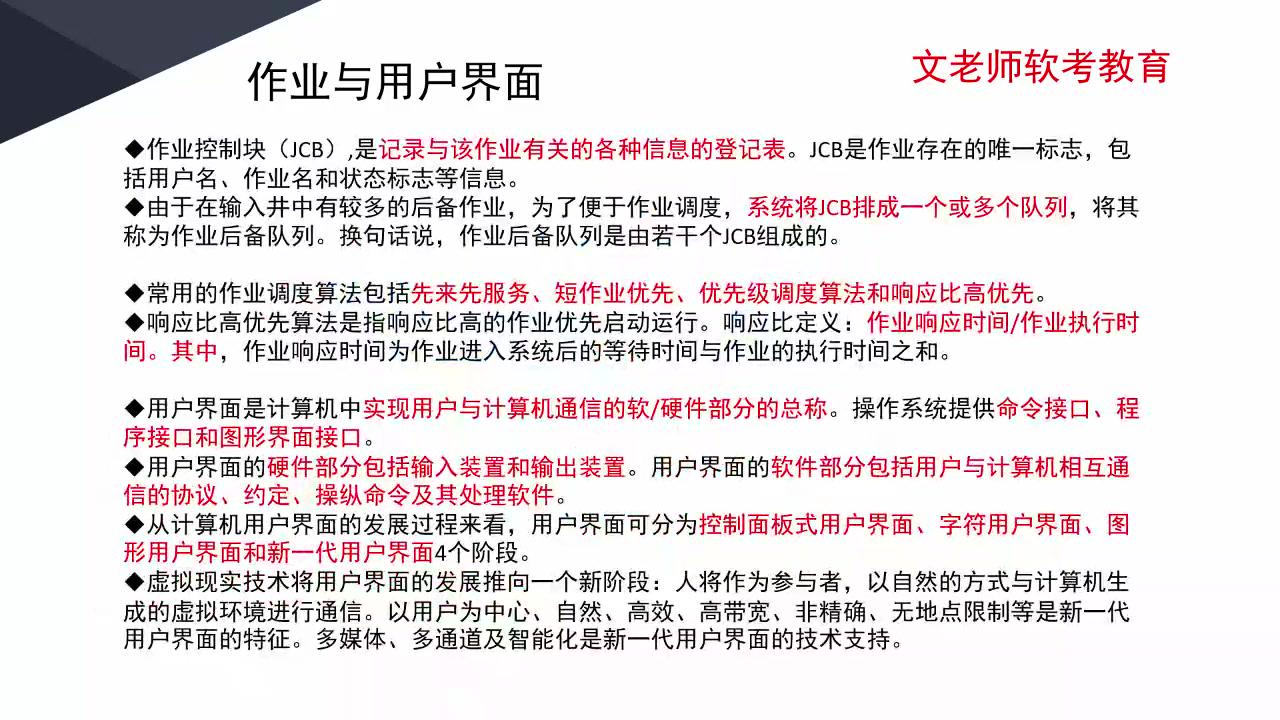 作业与用户界面
文老师软考教育
◆作业控制块（JCB）,是记录与该作业有关的各种信息的登记表。JCB是作业存在的唯一标志，包
括用户名、作业名和状态标志等信息。
◆由于在输入井中有较多的后备作业，为了便于作业调度，系统将JCB排成一个或多个队列，将其
称为作业后备队列。换句话说，作业后备队列是由若干个JCB组成的。
◆常用的作业调度算法包括先来先服务、短作业优先、优先级调度算法和响应比高优先。
◆响应比高优先算法是指响应比高的作业优先启动运行。响应比定义：作业响应时间/作业执行时
间。其中，作业响应时间为作业进入系统后的等待时间与作业的执行时间之和。
◆用户界面是计算机中实现用户与计算机通信的软/硬件部分的总称。操作系统提供命令接口、程
序接口和图形界面接口。
◆用户界面的硬件部分包括输入装置和输出装置。用户界面的软件部分包括用户与计算机相互通
信的协议、约定、操纵命令及其处理软件。
◆从计算机用户界面的发展过程来看，用户界面可分为控制面板式用户界面、字符用户界面、图
形用户界面和新一代用户界面4个阶段。
◆虚拟现实技术将用户界面的发展推向一个新阶段：人将作为参与者，以自然的方式与计算机生
成的虚拟环境进行通信。以用户为中心、自然、高效、高带宽、非精确、无地点限制等是新一代
用户界面的特征。多媒体、多通道及智能化是新一代用户界面的技术支持。